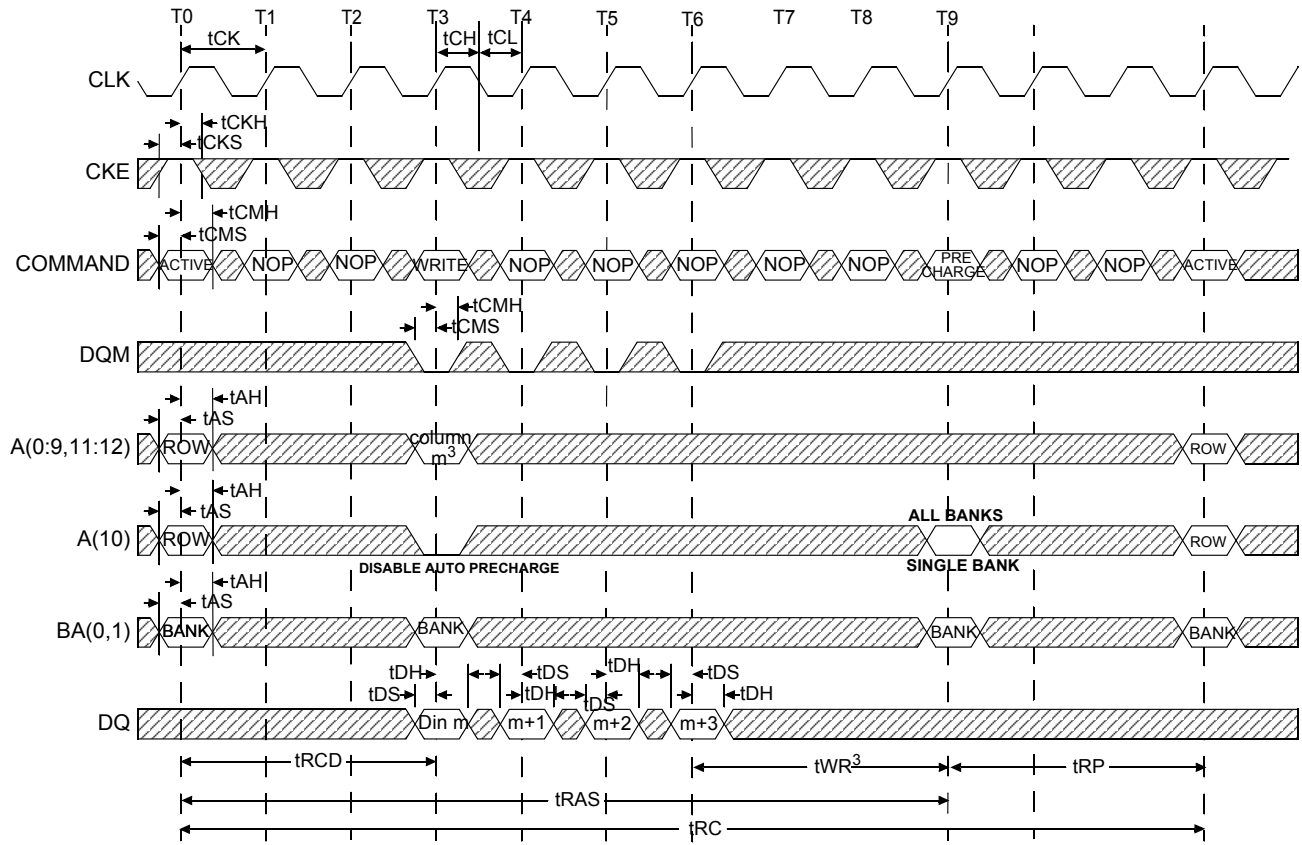 T0 T1 T2 T3 T4 T5 T6 T7 T8 T9
tCK tCH tCL
CLK
tCKH
tCKS
CKE
tCMH
tCMS
COMMAND ACTIVE NOP NOP WRITE NOP NOP NOP NOP NOP PRE CHARGE NOP NOP ACTIVE
tCMH
tCMS
DQM
tAH
tAS
A(0:9,11:12) ROW column m³ ROW
tAH
tAS
ALL BANKS
A(10) ROW ROW
DISABLE AUTO PRECHARGE SINGLE BANK
tAH
tAS
BA(0,1) BANK BANK BANK BANK
tDH tDS tDH tDS
tDS tDH tDS tDH
DQ Din m m+1 m+2 m+3
tRCD tWR³ tRP
tRAS
tRC